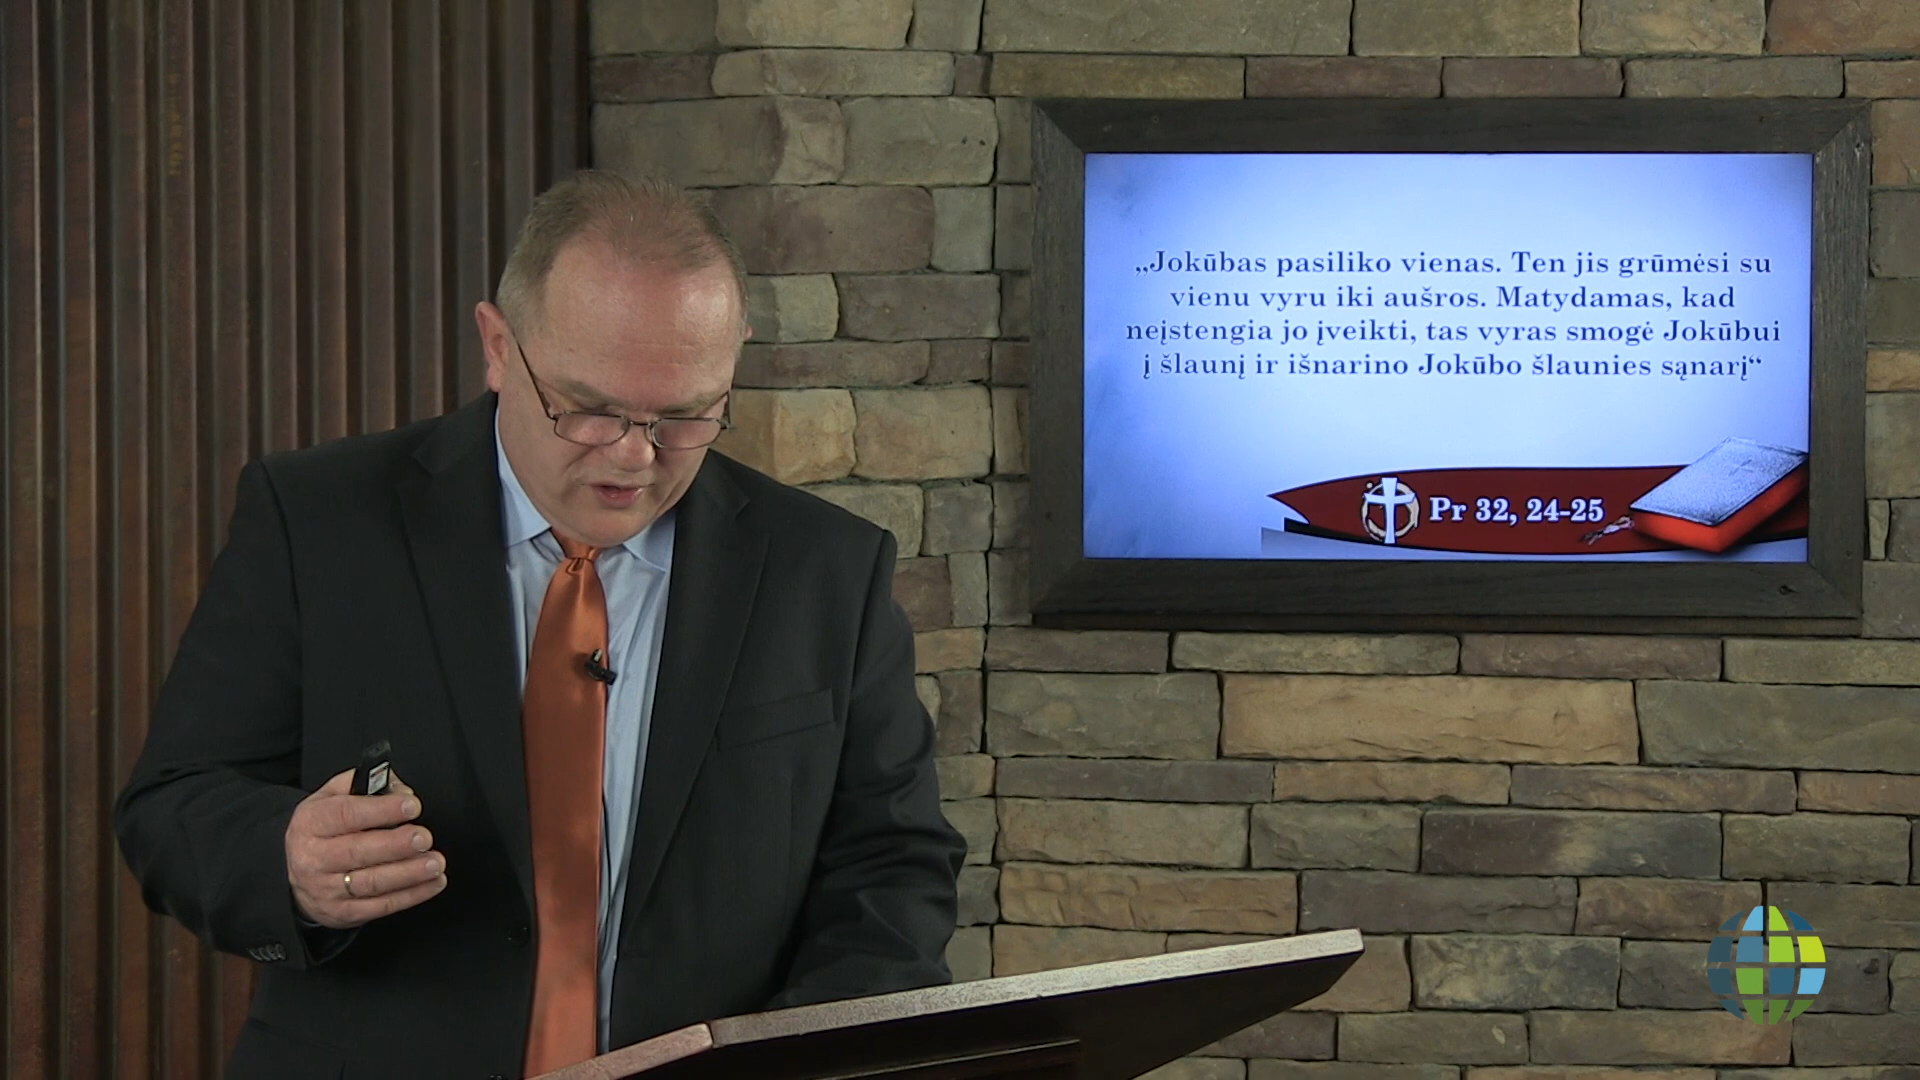 „Jokūbas pasiliko vienas. Ten jis grūmėsi su
vienu vyru iki aušros. Matydamas, kad
neįstengia jo įveikti, tas vyras smogė Jokūbui
į šlaunį ir išnarino Jokūbo šlaunies sąnarį“
Pr 32, 24-25